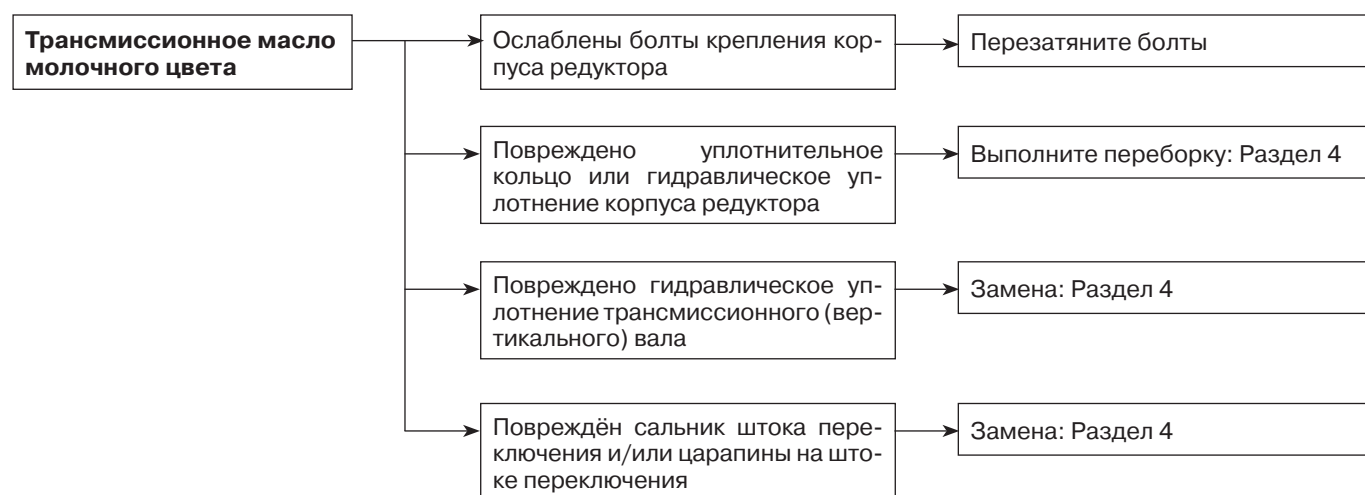 Трансмиссионное масло
молочного цвета
Ослаблены болты крепления кор-
пуса редуктора
Перезатяните болты
Повреждено уплотнительное
кольцо или гидравлическое уп-
лотнение корпуса редуктора
Выполните переборку: Раздел 4
Повреждено гидравлическое уп-
лотнение трансмиссионного (вер-
тикального) вала
Замена: Раздел 4
Повреждён сальник штока пере-
ключения и/или царапины на што-
ке переключения
Замена: Раздел 4